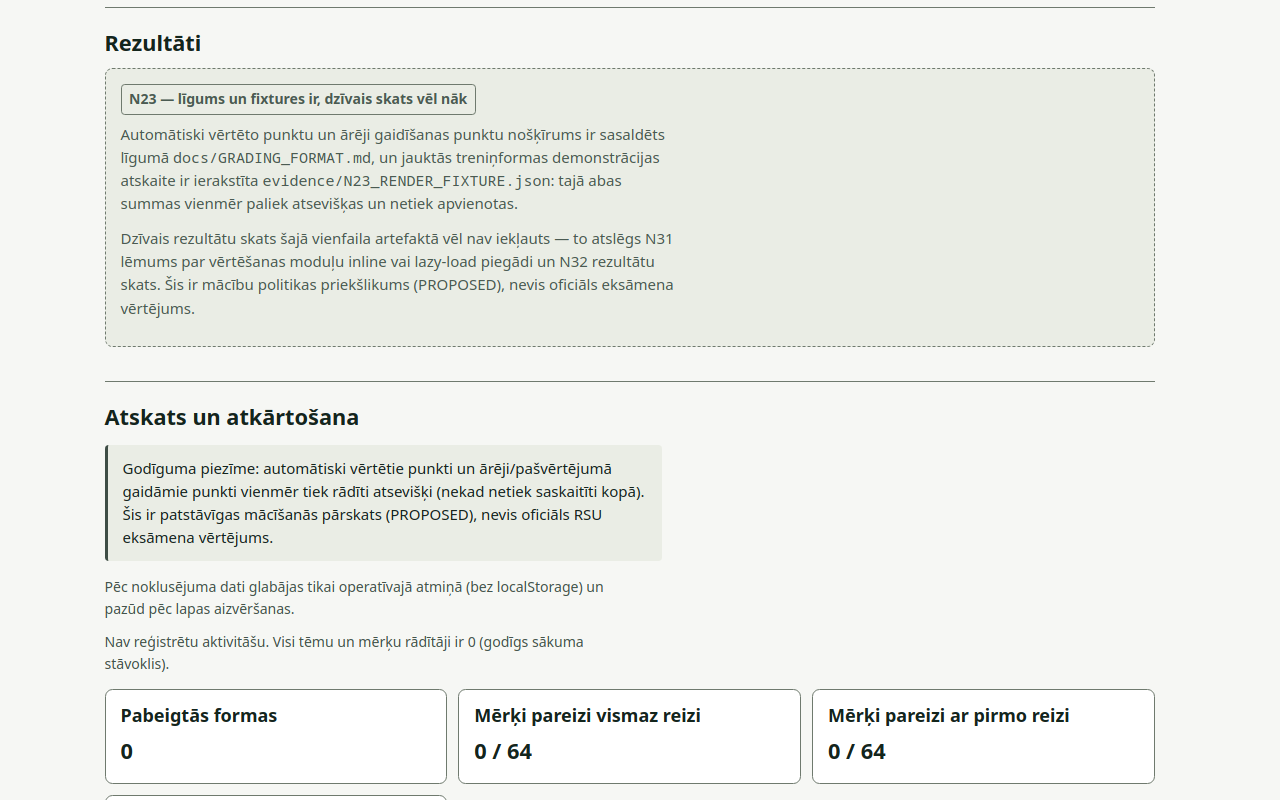 Rezultāti
N23 — līgums un fixtures ir, dzīvais skats vēl nāk
Automātiski vērtēto punktu un ārēji gaidīšanas punktu nošķīrums ir sasaldēts
līgumā docs/GRADING_FORMAT.md, un jauktās treniņformas demonstrācijas
atskaite ir ierakstīta evidence/N23_RENDER_FIXTURE.json: tajā abas
summas vienmēr paliek atsevišķas un netiek apvienotas.
Dzīvais rezultātu skats šajā vienfaila artefaktā vēl nav iekļauts — to atslēgs N31
lēmums par vērtēšanas moduļu inline vai lazy-load piegādi un N32 rezultātu
skats. Šis ir mācību politikas priekšlikums (PROPOSED), nevis oficiāls eksāmena
vērtējums.
Atskats un atkārtošana
Godīguma piezīme: automātiski vērtētie punkti un ārēji/pašvērtējumā
gaidāmie punkti vienmēr tiek rādīti atsevišķi (nekad netiek saskaitīti kopā).
Šis ir patstāvīgas mācīšanās pārskats (PROPOSED), nevis oficiāls RSU
eksāmena vērtējums.
Pēc noklusējuma dati glabājas tikai operatīvajā atmiņā (bez localStorage) un
pazūd pēc lapas aizvēršanas.
Nav reģistrētu aktivitāšu. Visi tēmu un mērķu rādītāji ir 0 (godīgs sākuma
stāvoklis).
Pabeigtās formas
0
Mērķi pareizi vismaz reizi
0 / 64
Mērķi pareizi ar pirmo reizi
0 / 64